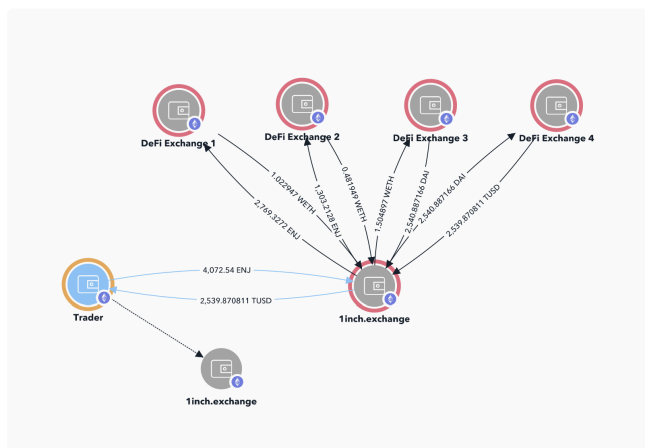 DeFi Exchange 1
DeFi Exchange 2
DeFi Exchange 3
DeFi Exchange 4
1.022947 WETH
2,769.3272 ENJ
1,303.2128 ENJ
0.481949 WETH
1.504897 WETH
2,540.887166 DAI
2,540.887166 DAI
2,539.870811 TUSD
4,072.54 ENJ
2,539.870811 TUSD
Trader
1inch.exchange
1inch.exchange